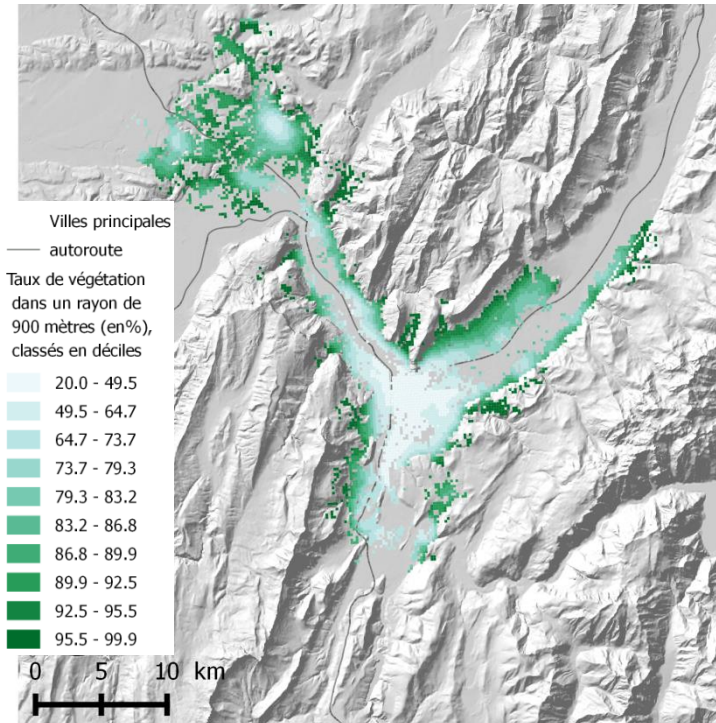 Villes principales
autoroute
Taux de végétation
dans un rayon de
900 mètres (en%),
classés en déciles
20.0 - 49.5
49.5 - 64.7
64.7 - 73.7
73.7 - 79.3
79.3 - 83.2
83.2 - 86.8
86.8 - 89.9
89.9 - 92.5
92.5 - 95.5
95.5 - 99.9
0 5 10 km